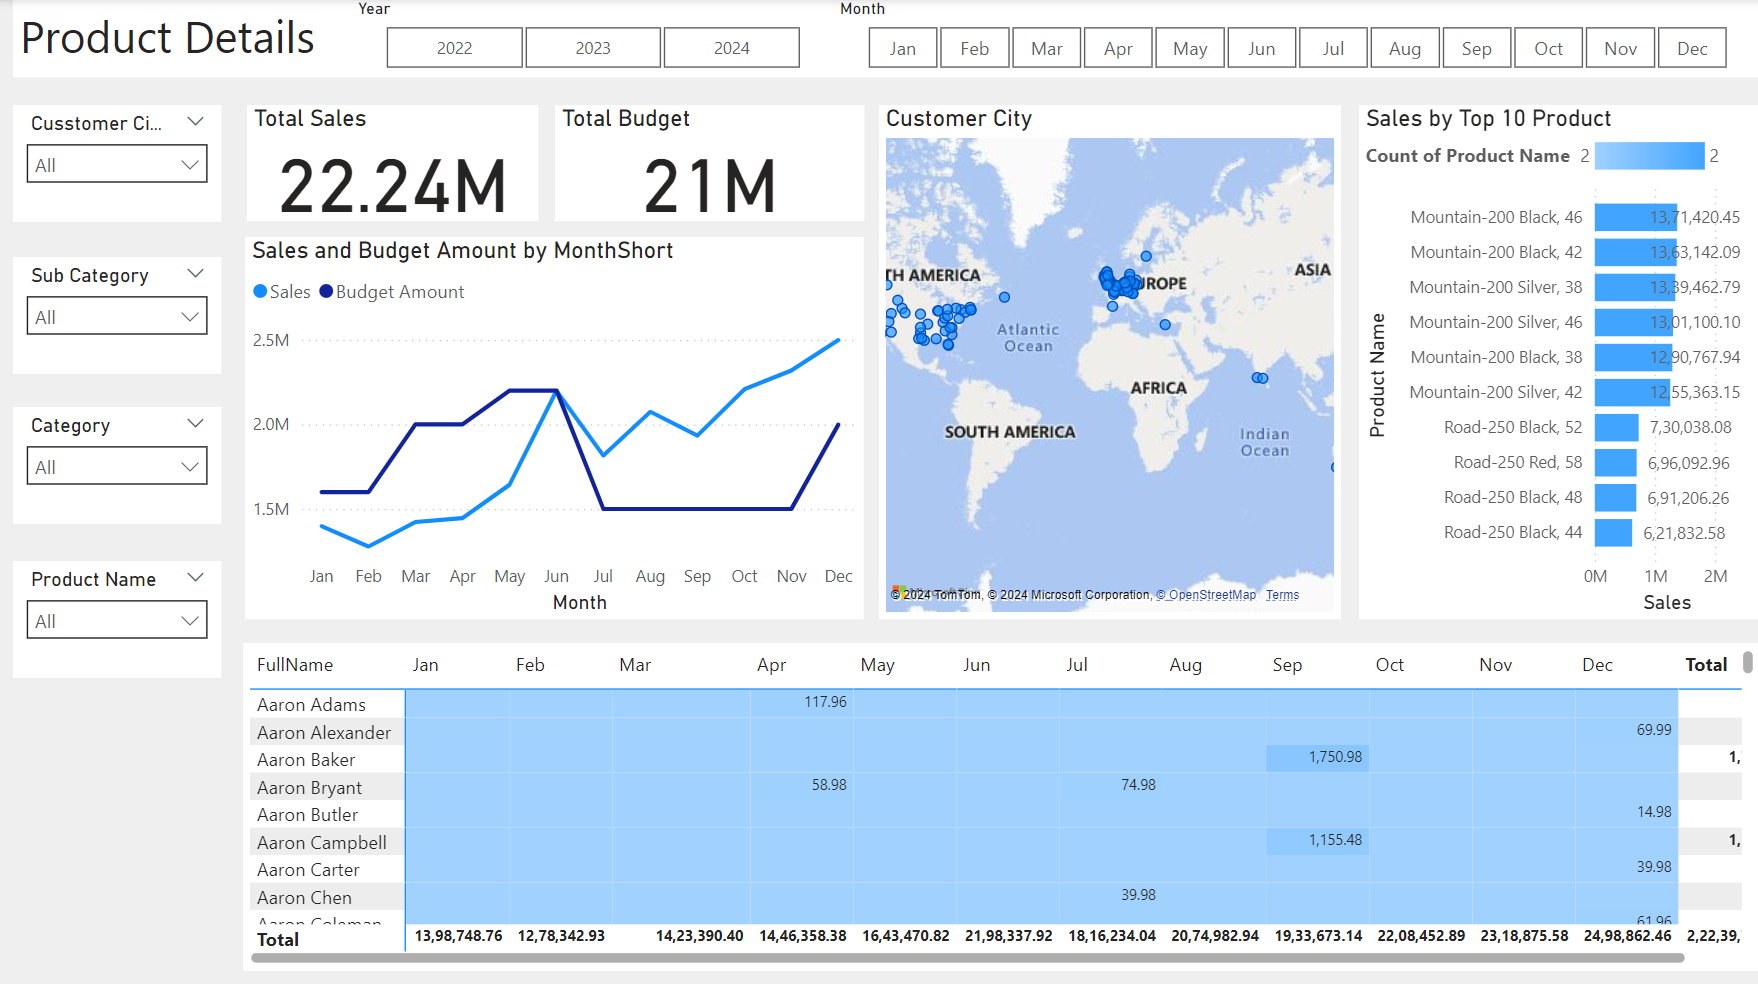 Product Details
Year
2022 2023 2024
Month
Jan Feb Mar Apr May Jun Jul Aug Sep Oct Nov Dec
Cusstomer Ci...
All
Sub Category
All
Category
All
Product Name
All
Total Sales
22.24M
Total Budget
21M
Sales and Budget Amount by MonthShort
Sales Budget Amount
2.5M
2.0M
1.5M
Jan Feb Mar Apr May Jun Jul Aug Sep Oct Nov Dec
Month
Customer City
TH AMERICA
EUROPE
ASIA
Atlantic
Ocean
AFRICA
SOUTH AMERICA
Indian
Ocean
© 2024 TomTom, © 2024 Microsoft Corporation, © OpenStreetMap Terms
Sales by Top 10 Product
Count of Product Name 2 2
Product Name
Mountain-200 Black, 46 13,71,420.45
Mountain-200 Black, 42 13,63,142.09
Mountain-200 Silver, 38 13,39,462.79
Mountain-200 Silver, 46 13,01,100.10
Mountain-200 Black, 38 12,90,767.94
Mountain-200 Silver, 42 12,55,363.15
Road-250 Black, 52 7,30,038.08
Road-250 Red, 58 6,96,092.96
Road-250 Black, 48 6,91,206.26
Road-250 Black, 44 6,21,832.58
0M 1M 2M
Sales
FullName Jan Feb Mar Apr May Jun Jul Aug Sep Oct Nov Dec Total
Aaron Adams 117.96
Aaron Alexander 69.99
Aaron Baker 1,750.98 1,
Aaron Bryant 58.98 74.98
Aaron Butler 14.98
Aaron Campbell 1,155.48 1,
Aaron Carter 39.98
Aaron Chen 39.98
Aaron Coleman 61.96
Total 13,98,748.76 12,78,342.93 14,23,390.40 14,46,358.38 16,43,470.82 21,98,337.92 18,16,234.04 20,74,982.94 19,33,673.14 22,08,452.89 23,18,875.58 24,98,862.46 2,22,39,